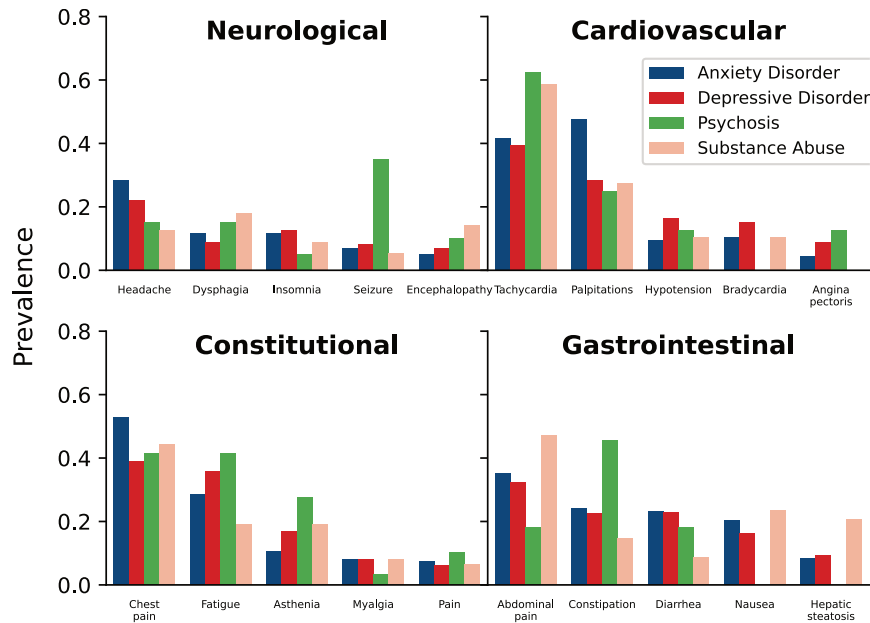 Neurological
Cardiovascular
Anxiety Disorder
Depressive Disorder
Psychosis
Substance Abuse
0.8
0.6
0.4
0.2
0.0
Headache Dysphagia Insomnia Seizure Encephalopathy
Tachycardia Palpitations Hypotension Bradycardia Angina
pectoris
Prevalence
Constitutional
Gastrointestinal
0.8
0.6
0.4
0.2
0.0
Chest
pain
Fatigue Asthenia Myalgia Pain
Abdominal
pain
Constipation Diarrhea Nausea Hepatic
steatosis